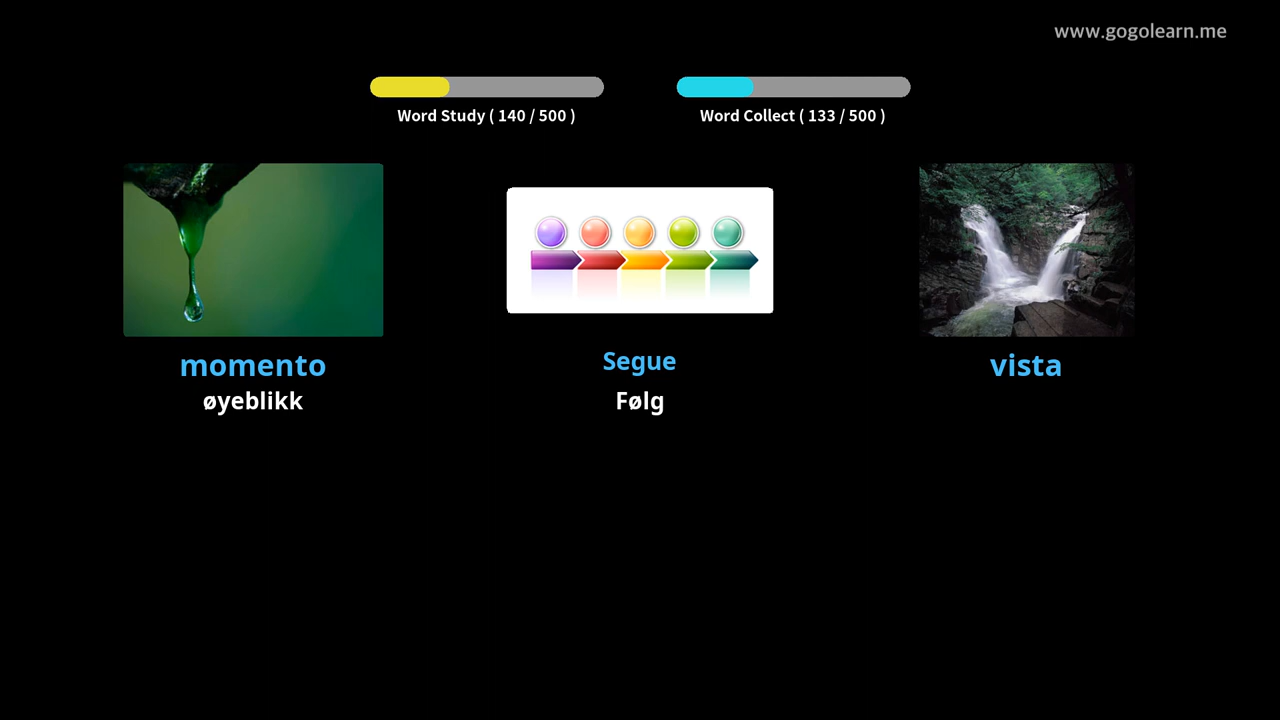 www.gogolearn.me
Word Study ( 140 / 500 )
Word Collect ( 133 / 500 )
momento
øyeblikk
Segue
Følg
vista